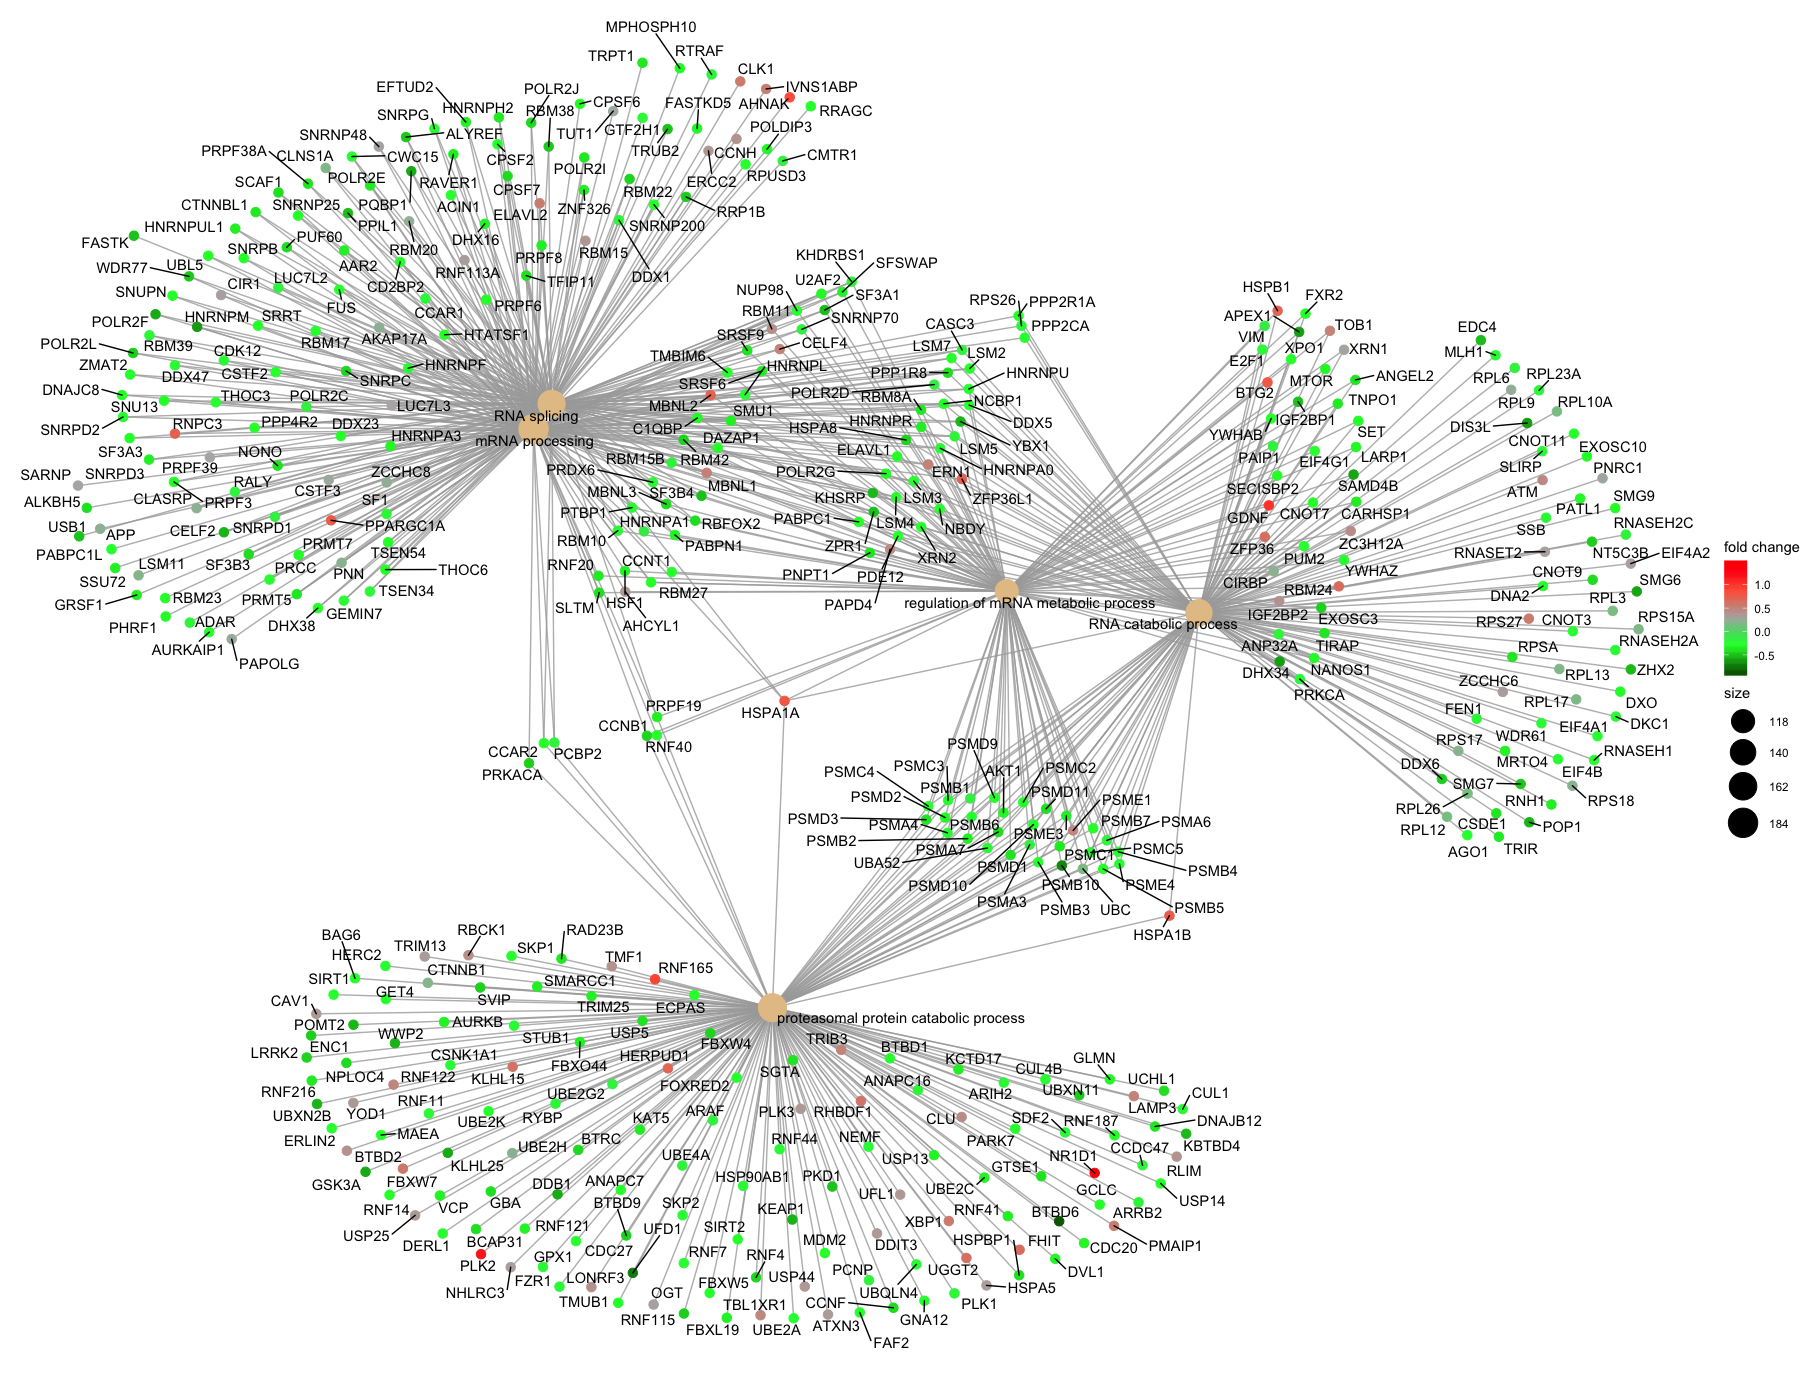 MPHOSPH10
RTRAF
TRPT1
CLK1
IVNS1ABP
AHNAK
RRAGC
EFTUD2
POLR2J
CPSF6
FASTKD5
SNRPG
HNRNPH2
RBM38
TUT1
GTF2H1
POLDIP3
SNRNP48
ALYREF
TRUB2
CCNH
CMTR1
PRPF38A
CLNS1A
CWC15
CPSF2
POLR2I
ERCC2
RPUSD3
SCAF1
POLR2E
RAVER1
CPSF7
RBM22
RRP1B
CTNNBL1
SNRNP25
PQBP1
ACIN1
ELAVL2
ZNF326
SNRNP200
HNRNPUL1
PPIL1
DHX16
FASTK
SNRPB
PUF60
RBM20
PRPF8
RBM15
DDX1
WDR77
UBL5
AAR2
RNF113A
TFIP11
SNUPN
CIR1
LUC7L2
CD2BP2
POLR2F
HNRNPM
SRRT
FUS
CCAR1
PRPF6
POLR2L
RBM39
RBM17
AKAP17A
HTATSF1
ZMAT2
CDK12
DDX47
CSTF2
SNRPC
HNRNPF
DNAJC8
THOC3
POLR2C
LUC7L3
SNU13
RNA splicing
SNRPD2
RNPC3
PPP4R2
DDX23
HNRNPA3
mRNA processing
SF3A3
PRPF39
NONO
ZCCHC8
SARNP
SNRPD3
RALY
CSTF3
SF1
ALKBH5
CLASRP
PRPF3
USB1
APP
CELF2
SNRPD1
PPARGC1A
PABPC1L
LSM11
SF3B3
PRMT7
TSEN54
SSU72
PRCC
PNN
THOC6
GRSF1
RBM23
PRMT5
TSEN34
PHRF1
ADAR
DHX38
GEMIN7
AURKAIP1
PAPOLG
KHDRBS1
SFSWAP
NUP98
U2AF2
SF3A1
RPS26
PPP2R1A
RBM11
SNRNP70
PPP2CA
SRSF9
CELF4
CASC3
TMBIM6
LSM7
LSM2
SRSF6
HNRNPL
PPP1R8
HNRNPU
MBNL2
POLR2D
RBM8A
NCBP1
C1QBP
SMU1
HNRNPR
DDX5
DAZAP1
HSPA8
YBX1
RBM15B
RBM42
ELAVL1
LSM5
PRDX6
MBNL1
POLR2G
ERN1
HNRNPA0
MBNL3
SF3B4
KHSRP
LSM3
ZFP36L1
PTBP1
HNRNPA1
RBFOX2
PABPC1
LSM4
NBDY
RBM10
PABPN1
ZPR1
XRN2
RNF20
CCNT1
PNPT1
PDE12
SLTM
HSF1
RBM27
PAPD4
AHCYL1
regulation of mRNA metabolic process
RNA catabolic process
HSPB1
FXR2
APEX1
TOB1
VIM
XPO1
XRN1
E2F1
BTG2
MTOR
ANGEL2
IGF2BP1
TNPO1
YWHAB
SET
PAIP1
EIF4G1
LARP1
SECISBP2
SAMD4B
GDNF
CNOT7
CARHSP1
ZFP36
PUM2
ZC3H12A
CIRBP
RBM24
YWHAZ
IGF2BP2
EXOSC3
ANP32A
TIRAP
DHX34
NANOS1
PRKCA
EDC4
MLH1
RPL6
RPL23A
RPL9
RPL10A
DIS3L
CNOT11
EXOSC10
SLIRP
PNRC1
ATM
SMG9
PATL1
SSB
RNASEH2C
RNASET2
NT5C3B
EIF4A2
CNOT9
SMG6
DNA2
RPL3
RPS27
CNOT3
RPS15A
RPSA
RNASEH2A
ZCCHC6
RPL13
ZHX2
RPL17
DXO
FEN1
EIF4A1
DKC1
RPS17
WDR61
RNASEH1
DDX6
MRTO4
EIF4B
SMG7
RPS18
RPL26
RNH1
RPL12
CSDE1
POP1
AGO1
TRIR
fold change
1.0
0.5
0.0
-0.5
size
118
140
162
184
PRPF19
HSPA1A
CCNB1
RNF40
CCAR2
PCBP2
PRKACA
PSMD9
PSMC3
AKT1
PSMC2
PSMC4
PSMB1
PSMD11
PSMD2
PSME1
PSMD3
PSMA4
PSMB6
PSME3
PSMB7
PSMA6
PSMB2
PSMA7
PSMC1
PSMC5
UBA52
PSMD1
PSMB4
PSMD10
PSMB10
PSME4
PSMA3
PSMB3
UBC
PSMB5
HSPA1B
BAG6
RBCK1
RAD23B
HERC2
TRIM13
SKP1
TMF1
SIRT1
CTNNB1
RNF165
CAV1
GET4
SVIP
SMARCC1
TRIM25
ECPAS
proteasomal protein catabolic process
POMT2
WWP2
AURKB
STUB1
USP5
FBXW4
TRIB3
LRRK2
ENC1
CSNK1A1
FBXO44
HERPUD1
SGTA
BTBD1
KCTD17
GLMN
NPLOC4
RNF122
KLHL15
FOXRED2
ANAPC16
CUL4B
UCHL1
RNF216
UBE2G2
ARIH2
UBXN11
UBXN2B
YOD1
RNF11
UBE2K
RYBP
KAT5
ARAF
PLK3
RHBDF1
LAMP3
CUL1
ERLIN2
MAEA
CLU
SDF2
RNF187
DNAJB12
BTBD2
UBE2H
BTRC
RNF44
NEMF
PARK7
KBTBD4
KLHL25
UBE4A
USP13
NR1D1
CCDC47
RLIM
GSK3A
FBXW7
DDB1
ANAPC7
HSP90AB1
PKD1
GTSE1
GCLC
USP14
RNF14
VCP
GBA
BTBD9
SKP2
KEAP1
UFL1
UBE2C
ARRB2
USP25
RNF121
UFD1
SIRT2
XBP1
RNF41
BTBD6
DERL1
BCAP31
GPX1
CDC27
RNF7
RNF4
MDM2
DDIT3
HSPBP1
FHIT
CDC20
PMAIP1
PLK2
FZR1
LONRF3
FBXW5
USP44
PCNP
UGGT2
DVL1
NHLRC3
TMUB1
OGT
TBL1XR1
CCNF
UBQLN4
PLK1
HSPA5
RNF115
FBXL19
UBE2A
ATXN3
GNA12
FAF2